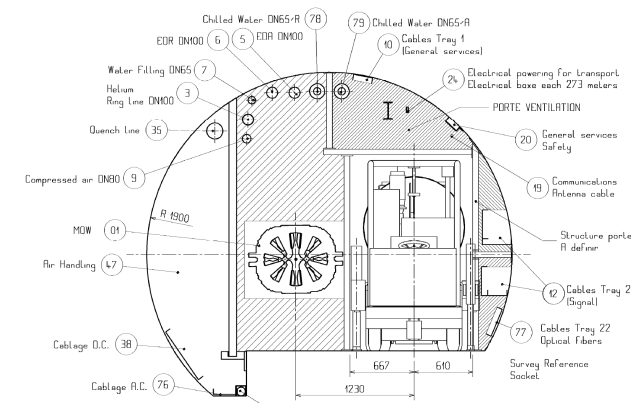 Chilled Water DN65/R 78
79 Chilled Water DN65/A
EDR DN100 6
5 EDA DN100
10 Cables Tray 1
(General services)
Water Filling DN65 7
24 Electrical powering for transport
Electrical boxe each 273 meters
Helium
Ring line DN100 3
PORTE VENTILATION
Quench line 35
20 General services
Safety
Compressed air DN80 9
19 Communications
Antenna cable
R 1900
MQW 01
Structure porte
A definir
Air Handling 47
12 Cables Tray 2
(Signal)
77 Cables Tray 22
Optical fibers
Cablage D.C. 38
667 610
Survey Reference
Socket
Cablage A.C. 76
1230